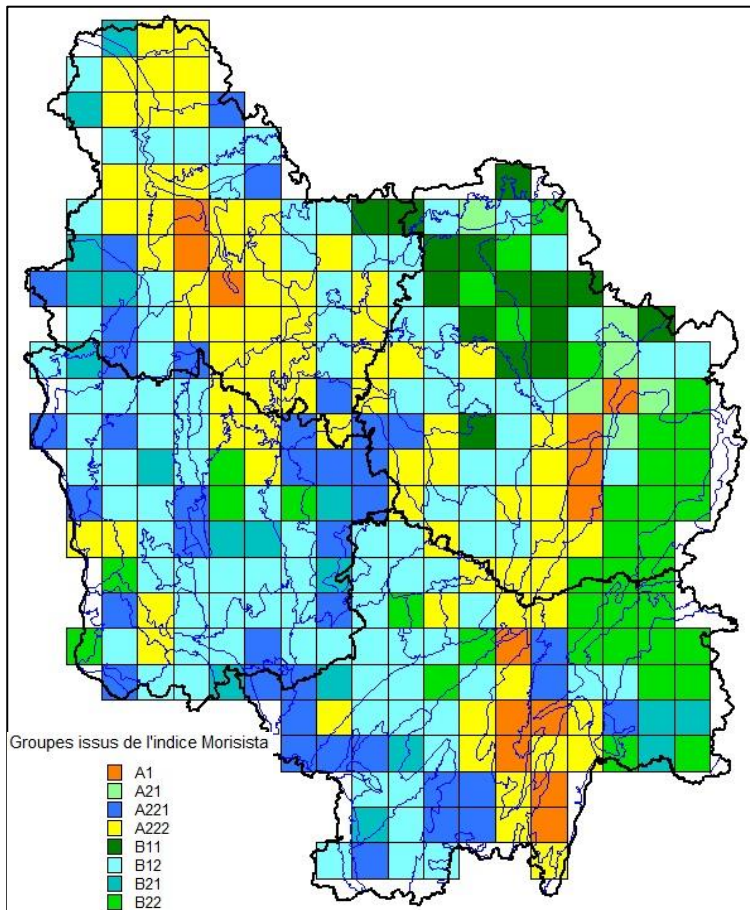 Groupes issus de l'indice Morisista
A1
A21
A221
A222
B11
B12
B21
B22